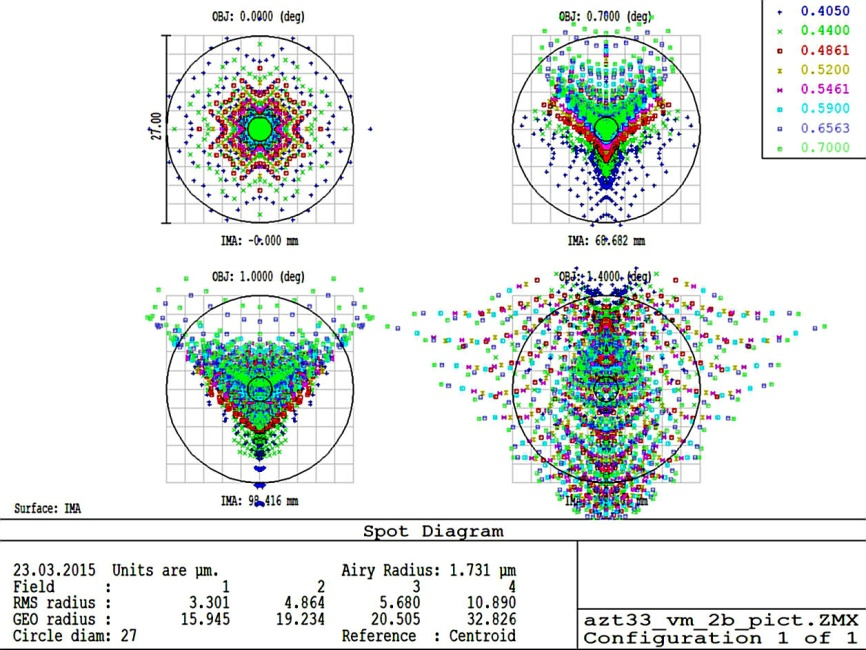 OBJ: 0.0000 (deg)
OBJ: 0.7000 (deg)
0.4050
0.4400
0.4861
0.5200
0.5461
0.5900
0.6563
0.7000
27.00
IMA: -0.000 mm
IMA: 68.682 mm
OBJ: 1.0000 (deg)
OBJ: 1.4000 (deg)
IMA: 98.416 mm
mm
Surface: IMA
Spot Diagram
23.03.2015 Units are µm. Airy Radius: 1.731 µm
Field : 1 2 3 4
RMS radius : 3.301 4.864 5.680 10.890
GEO radius : 15.945 19.234 20.505 32.826
Circle diam: 27 Reference : Centroid
azt33_vm_2b_pict.ZMX
Configuration 1 of 1